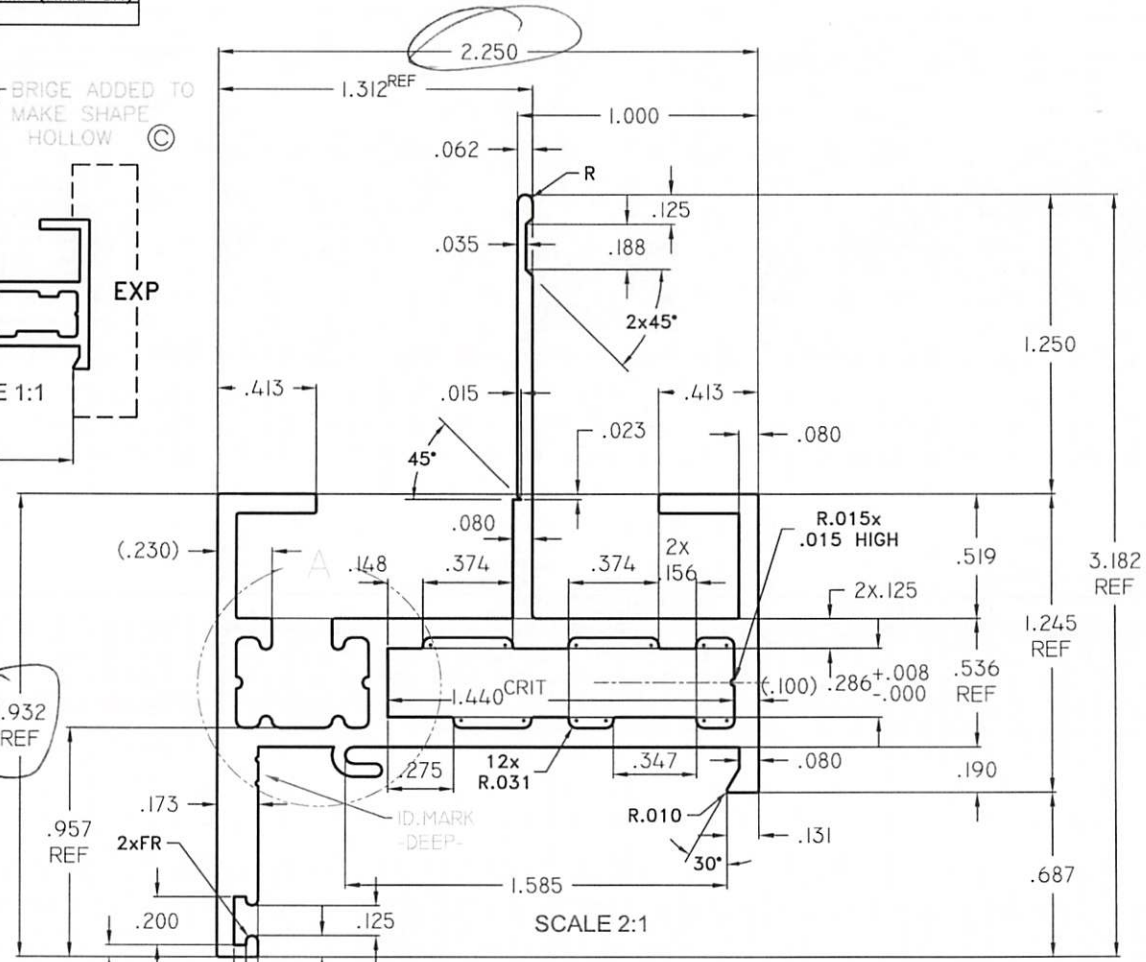 2.250
BRIGE ADDED TO
MAKE SHAPE
HOLLOW Ⓒ
1.312 REF
1.000
.062
R
.125
.035
.188
EXP
2x45°
1.250
E 1:1
.413
.015
.413
.023
.080
45°
.080
R.015x
.015 HIGH
(.230)
A
.148
.374
.374
2X
.156
.519
3.182
REF
2X.125
1.245
REF
1.440 CRIT
(.100)
.286 +.008
-.000
.536
REF
.932
REF
.275
12x
R.031
.347
.080
.190
.173
ID.MARK
-DEEP-
R.010
.131
.957
REF
2xFR
30°
1.585
.687
.200
.125
SCALE 2:1